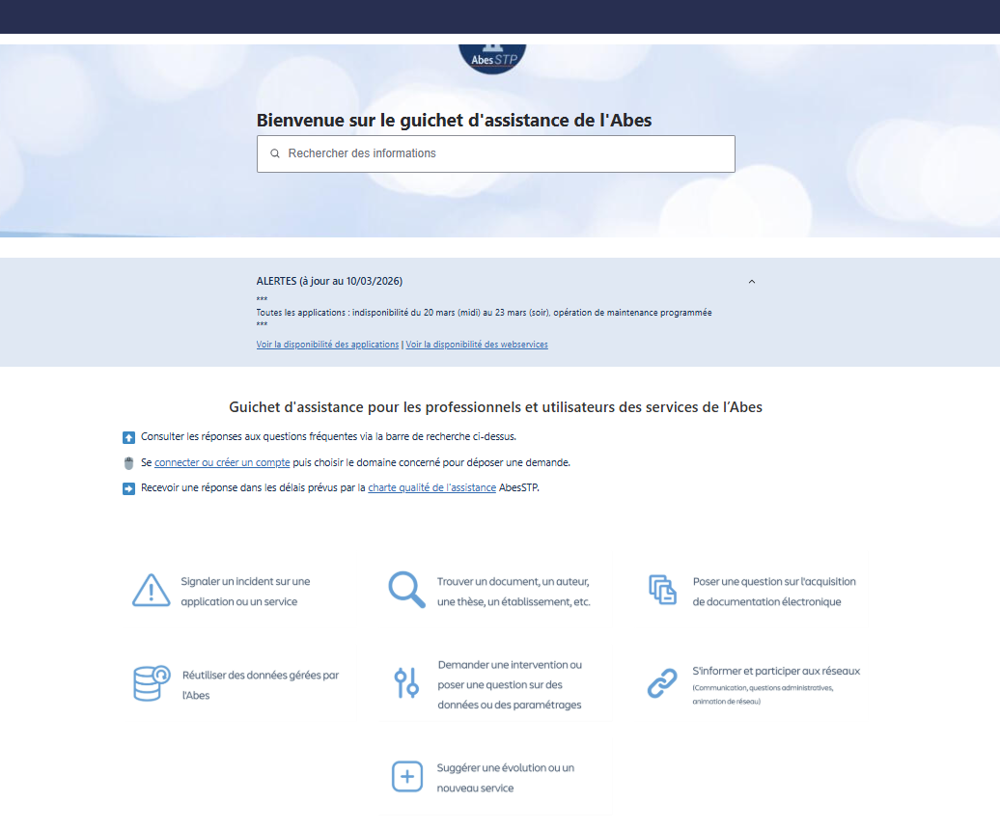 Abes STP
Bienvenue sur le guichet d'assistance de l'Abes
Rechercher des informations
ALERTES (à jour au 10/03/2026)
***
Toutes les applications : indisponibilité du 20 mars (midi) au 23 mars (soir), opération de maintenance programmée
***
Voir la disponibilité des applications | Voir la disponibilité des webservices
Guichet d'assistance pour les professionnels et utilisateurs des services de l’Abes
Consulter les réponses aux questions fréquentes via la barre de recherche ci-dessus.
Se connecter ou créer un compte puis choisir le domaine concerné pour déposer une demande.
Recevoir une réponse dans les délais prévus par la charte qualité de l'assistance AbesSTP.
Signaler un incident sur une
application ou un service
Trouver un document, un auteur,
une thèse, un établissement, etc.
Poser une question sur l'acquisition
de documentation électronique
Réutiliser des données gérées par
l'Abes
Demander une intervention ou
poser une question sur des
données ou des paramétrages
S'informer et participer aux réseaux
(Communication, questions administratives,
animation de réseau)
Suggérer une évolution ou un
nouveau service